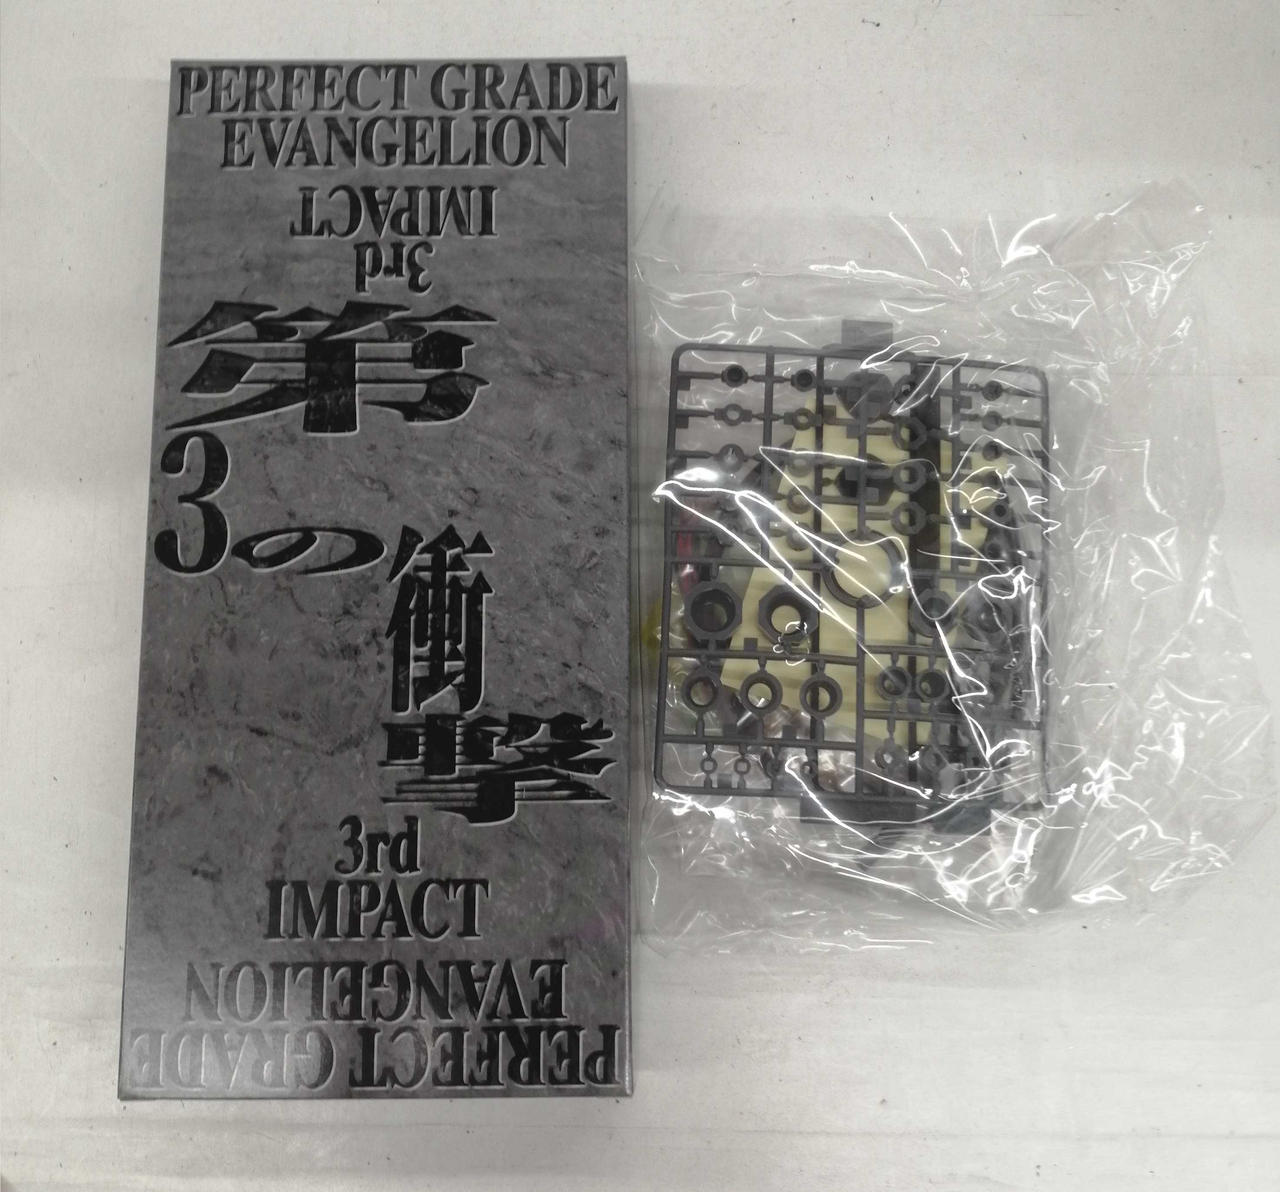 PERFECT GRADE
EVANGELION
IMPACT
3rd
第
3の
衝
撃
3rd
IMPACT
EVANGELION
PERFECT GRADE